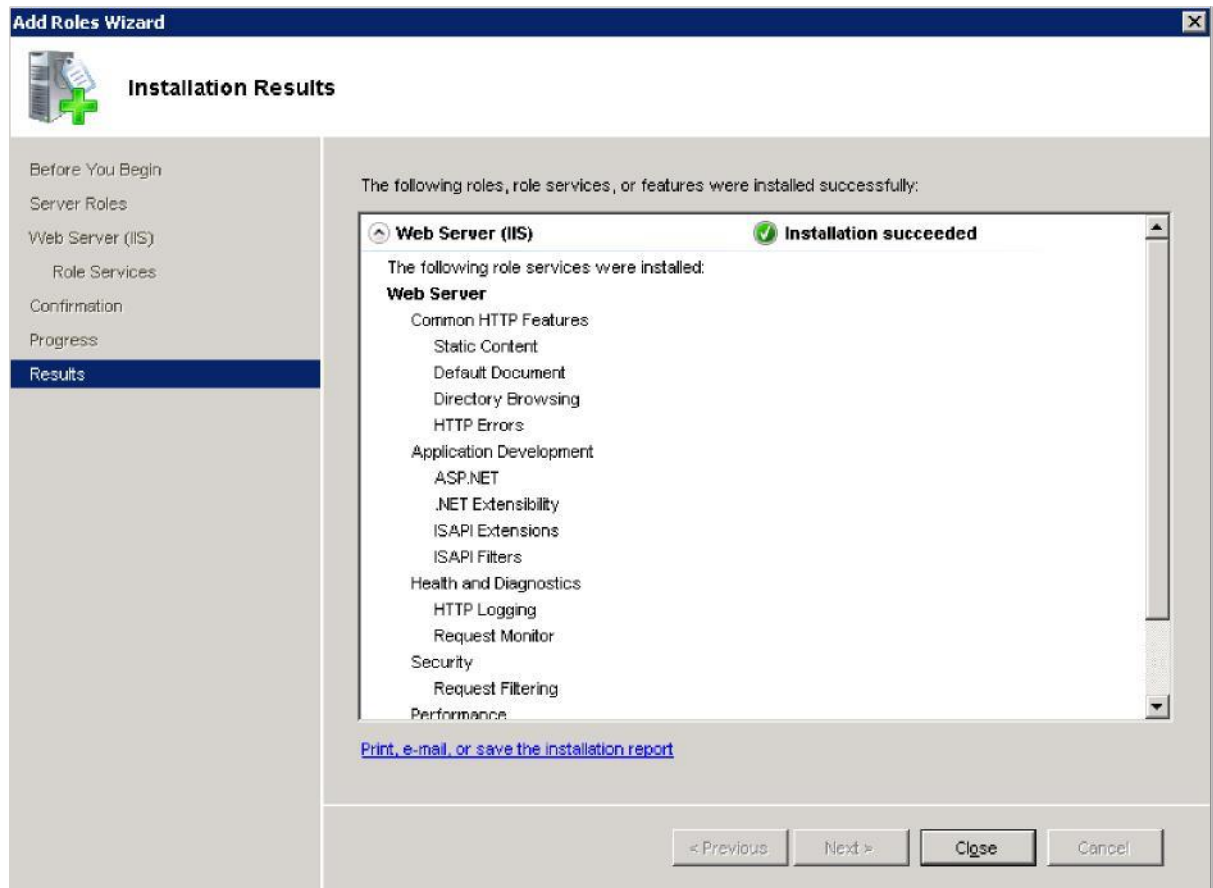 Add Roles Wizard
Installation Results
Before You Begin
Server Roles
Web Server (IIS)
Role Services
Confirmation
Progress
Results
The following roles, role services, or features were installed successfully:
Web Server (IIS) Installation succeeded
The following role services were installed:
Web Server
Common HTTP Features
Static Content
Default Document
Directory Browsing
HTTP Errors
Application Development
ASP.NET
.NET Extensibility
ISAPI Extensions
ISAPI Filters
Health and Diagnostics
HTTP Logging
Request Monitor
Security
Request Filtering
Performance
Print, e-mail, or save the installation report
< Previous Next > Close Cancel